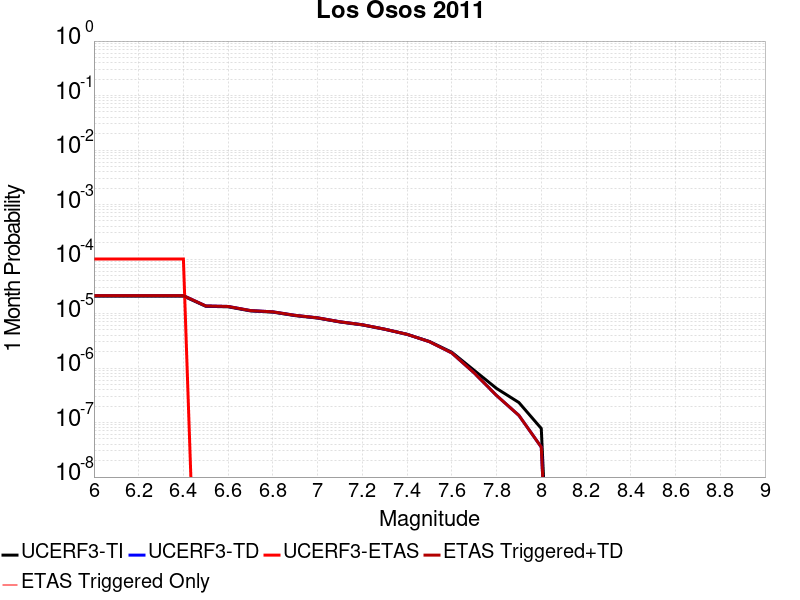 Los Osos 2011
10^0
10^-1
10^-2
10^-3
10^-4
10^-5
10^-6
10^-7
10^-8
1 Month Probability
6 6.2 6.4 6.6 6.8 7 7.2 7.4 7.6 7.8 8 8.2 8.4 8.6 8.8 9
Magnitude
UCERF3-TI UCERF3-TD UCERF3-ETAS ETAS Triggered+TD
ETAS Triggered Only